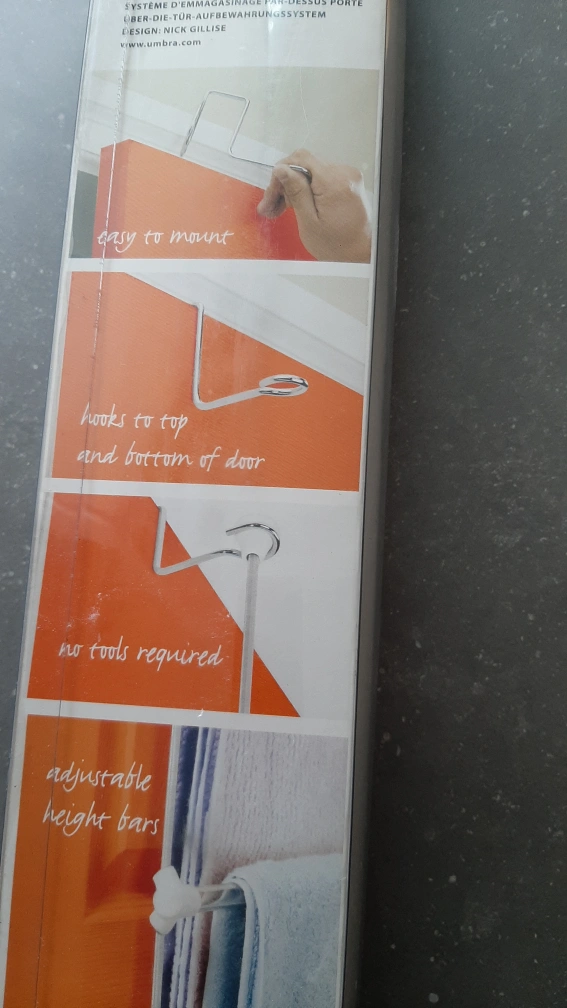 SYSTÈME D'EMMAGASINAGE PAR-DESSUS PORTE
ÜBER-DIE-TÜR-AUFBEWAHRUNGSSYSTEM
DESIGN: NICK GILLISE
www.umbra.com
easy to mount
hooks to top
and bottom of door
no tools required
adjustable
height bars